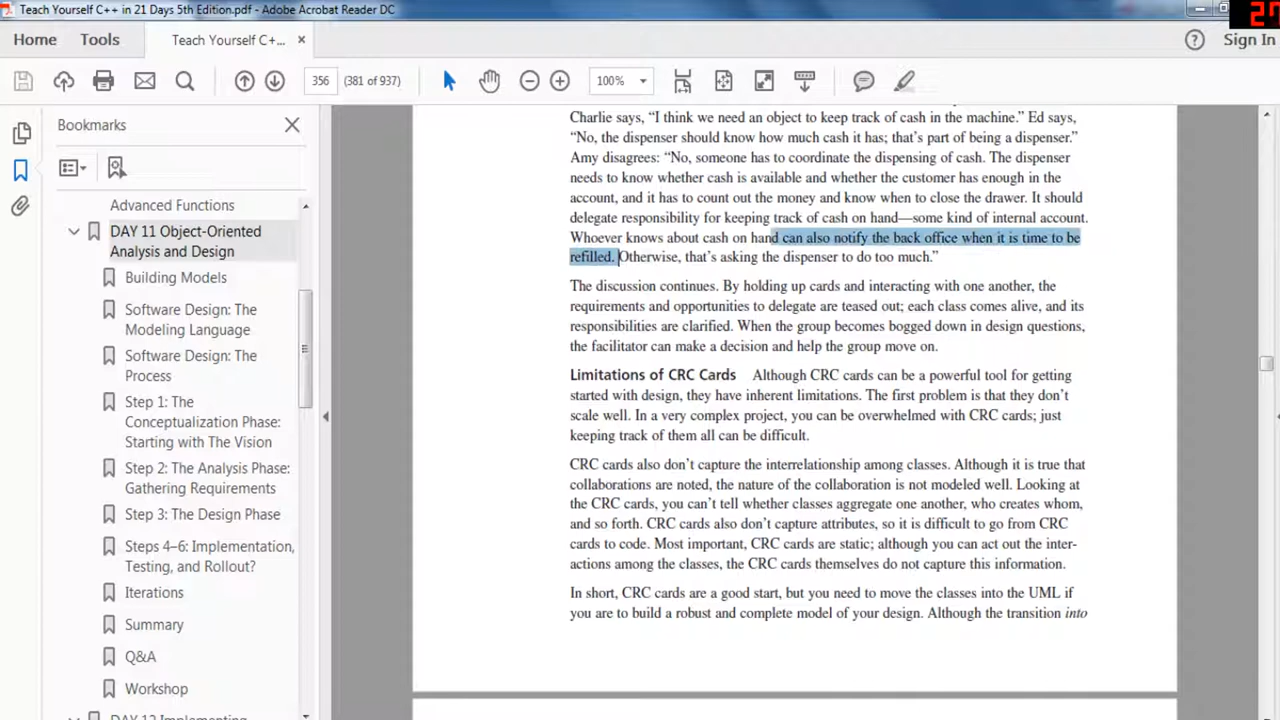 Teach Yourself C++ in 21 Days 5th Edition.pdf - Adobe Acrobat Reader DC
Home
Tools
Teach Yourself C+...
Sign In
356
(381 of 937)
100%
Bookmarks
Advanced Functions
DAY 11 Object-Oriented
Analysis and Design
Building Models
Software Design: The
Modeling Language
Software Design: The
Process
Step 1: The
Conceptualization Phase:
Starting with The Vision
Step 2: The Analysis Phase:
Gathering Requirements
Step 3: The Design Phase
Steps 4–6: Implementation,
Testing, and Rollout?
Iterations
Summary
Q&A
Workshop
DAY 12 Implementing
Charlie says, “I think we need an object to keep track of cash in the machine.” Ed says,
“No, the dispenser should know how much cash it has; that’s part of being a dispenser.”
Amy disagrees: “No, someone has to coordinate the dispensing of cash. The dispenser
needs to know whether cash is available and whether the customer has enough in the
account, and it has to count out the money and know when to close the drawer. It should
delegate responsibility for keeping track of cash on hand—some kind of internal account.
Whoever knows about cash on hand can also notify the back office when it is time to be
refilled. Otherwise, that’s asking the dispenser to do too much.”
The discussion continues. By holding up cards and interacting with one another, the
requirements and opportunities to delegate are teased out; each class comes alive, and its
responsibilities are clarified. When the group becomes bogged down in design questions,
the facilitator can make a decision and help the group move on.
Limitations of CRC Cards Although CRC cards can be a powerful tool for getting
started with design, they have inherent limitations. The first problem is that they don’t
scale well. In a very complex project, you can be overwhelmed with CRC cards; just
keeping track of them all can be difficult.
CRC cards also don’t capture the interrelationship among classes. Although it is true that
collaborations are noted, the nature of the collaboration is not modeled well. Looking at
the CRC cards, you can’t tell whether classes aggregate one another, who creates whom,
and so forth. CRC cards also don’t capture attributes, so it is difficult to go from CRC
cards to code. Most important, CRC cards are static; although you can act out the inter-
actions among the classes, the CRC cards themselves do not capture this information.
In short, CRC cards are a good start, but you need to move the classes into the UML if
you are to build a robust and complete model of your design. Although the transition into